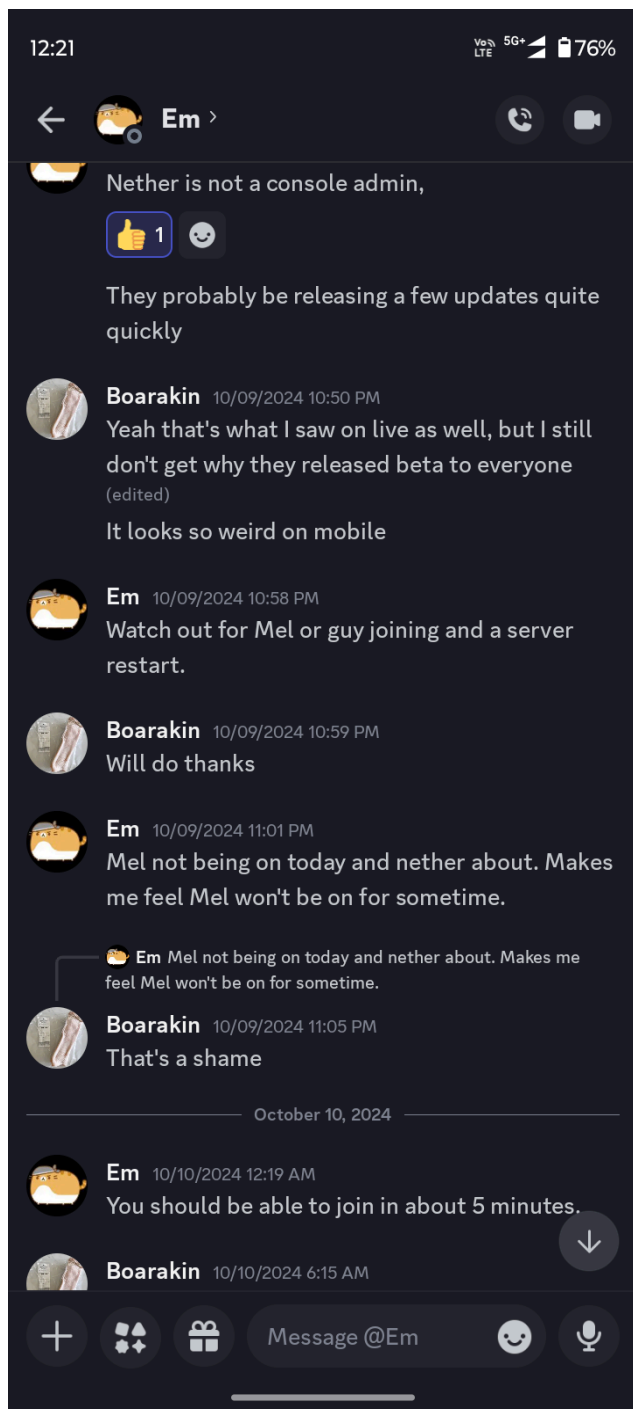 12:21
Vo LTE 5G+ 76%
Em
Nether is not a console admin,
👍 1
They probably be releasing a few updates quite
quickly
Boarakin 10/09/2024 10:50 PM
Yeah that's what I saw on live as well, but I still
don't get why they released beta to everyone
(edited)
It looks so weird on mobile
Em 10/09/2024 10:58 PM
Watch out for Mel or guy joining and a server
restart.
Boarakin 10/09/2024 10:59 PM
Will do thanks
Em 10/09/2024 11:01 PM
Mel not being on today and nether about. Makes
me feel Mel won't be on for sometime.
Em Mel not being on today and nether about. Makes me
feel Mel won't be on for sometime.
Boarakin 10/09/2024 11:05 PM
That's a shame
October 10, 2024
Em 10/10/2024 12:19 AM
You should be able to join in about 5 minutes.
Boarakin 10/10/2024 6:15 AM
Message @Em